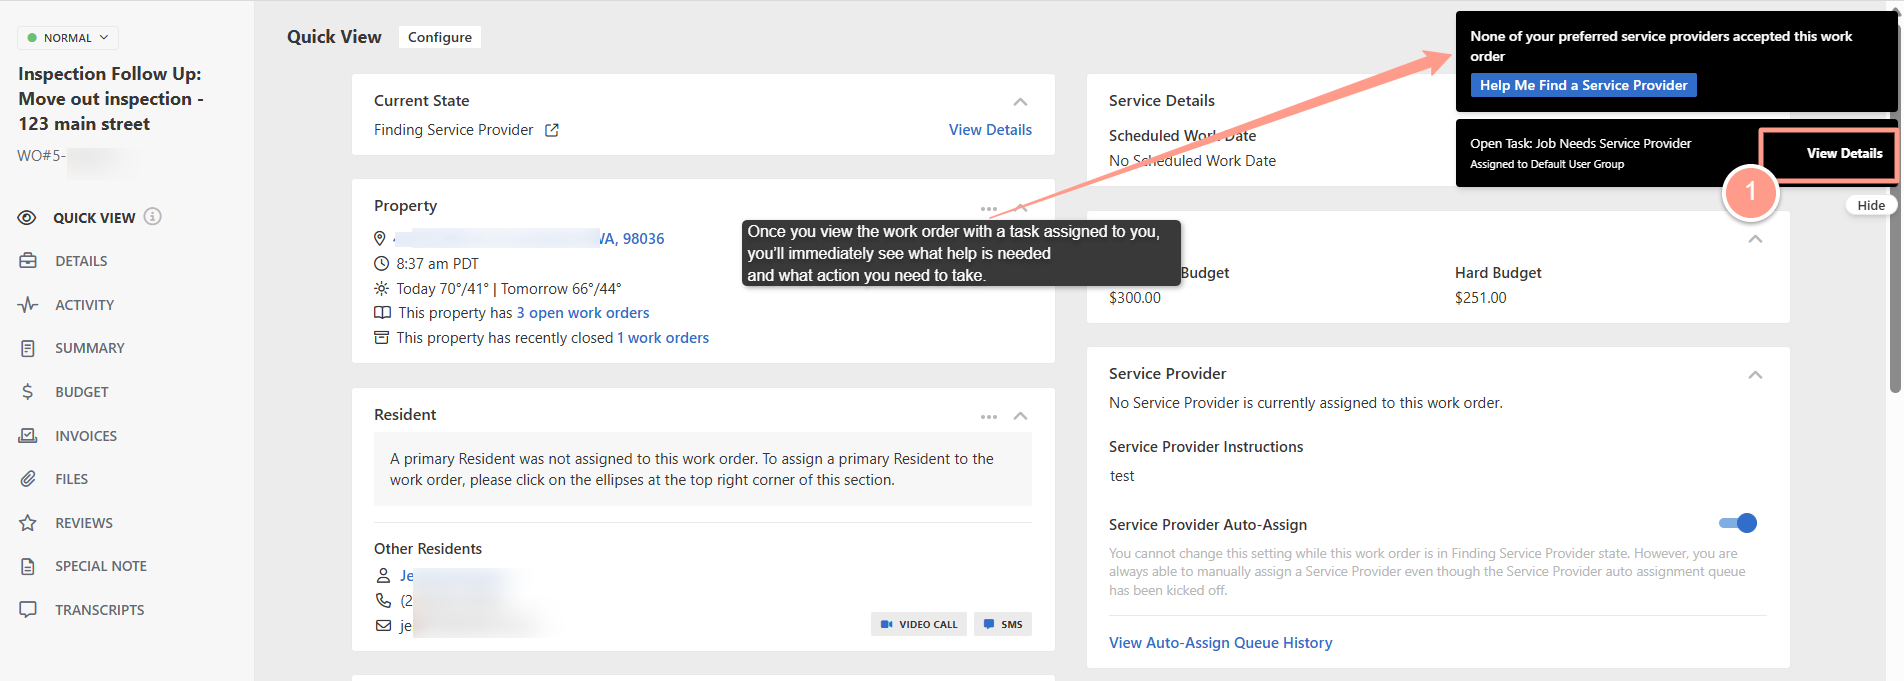 NORMAL
Inspection Follow Up:
Move out inspection -
123 main street
WO#5-
QUICK VIEW
DETAILS
ACTIVITY
SUMMARY
BUDGET
INVOICES
FILES
REVIEWS
SPECIAL NOTE
TRANSCRIPTS
Quick View
Configure
Current State
Finding Service Provider
View Details
Property
WA, 98036
8:37 am PDT
Today 70°/41° | Tomorrow 66°/44°
This property has 3 open work orders
This property has recently closed 1 work orders
Once you view the work order with a task assigned to you,
you'll immediately see what help is needed
and what action you need to take.
Resident
A primary Resident was not assigned to this work order. To assign a primary Resident to the
work order, please click on the ellipses at the top right corner of this section.
Other Residents
Je
(2
je
VIDEO CALL
SMS
Service Details
Scheduled Work Date
No Scheduled Work Date
Budget
$300.00
Hard Budget
$251.00
Service Provider
No Service Provider is currently assigned to this work order.
Service Provider Instructions
test
Service Provider Auto-Assign
You cannot change this setting while this work order is in Finding Service Provider state. However, you are
always able to manually assign a Service Provider even though the Service Provider auto assignment queue
has been kicked off.
View Auto-Assign Queue History
None of your preferred service providers accepted this work
order
Help Me Find a Service Provider
Open Task: Job Needs Service Provider
Assigned to Default User Group
View Details
1
Hide